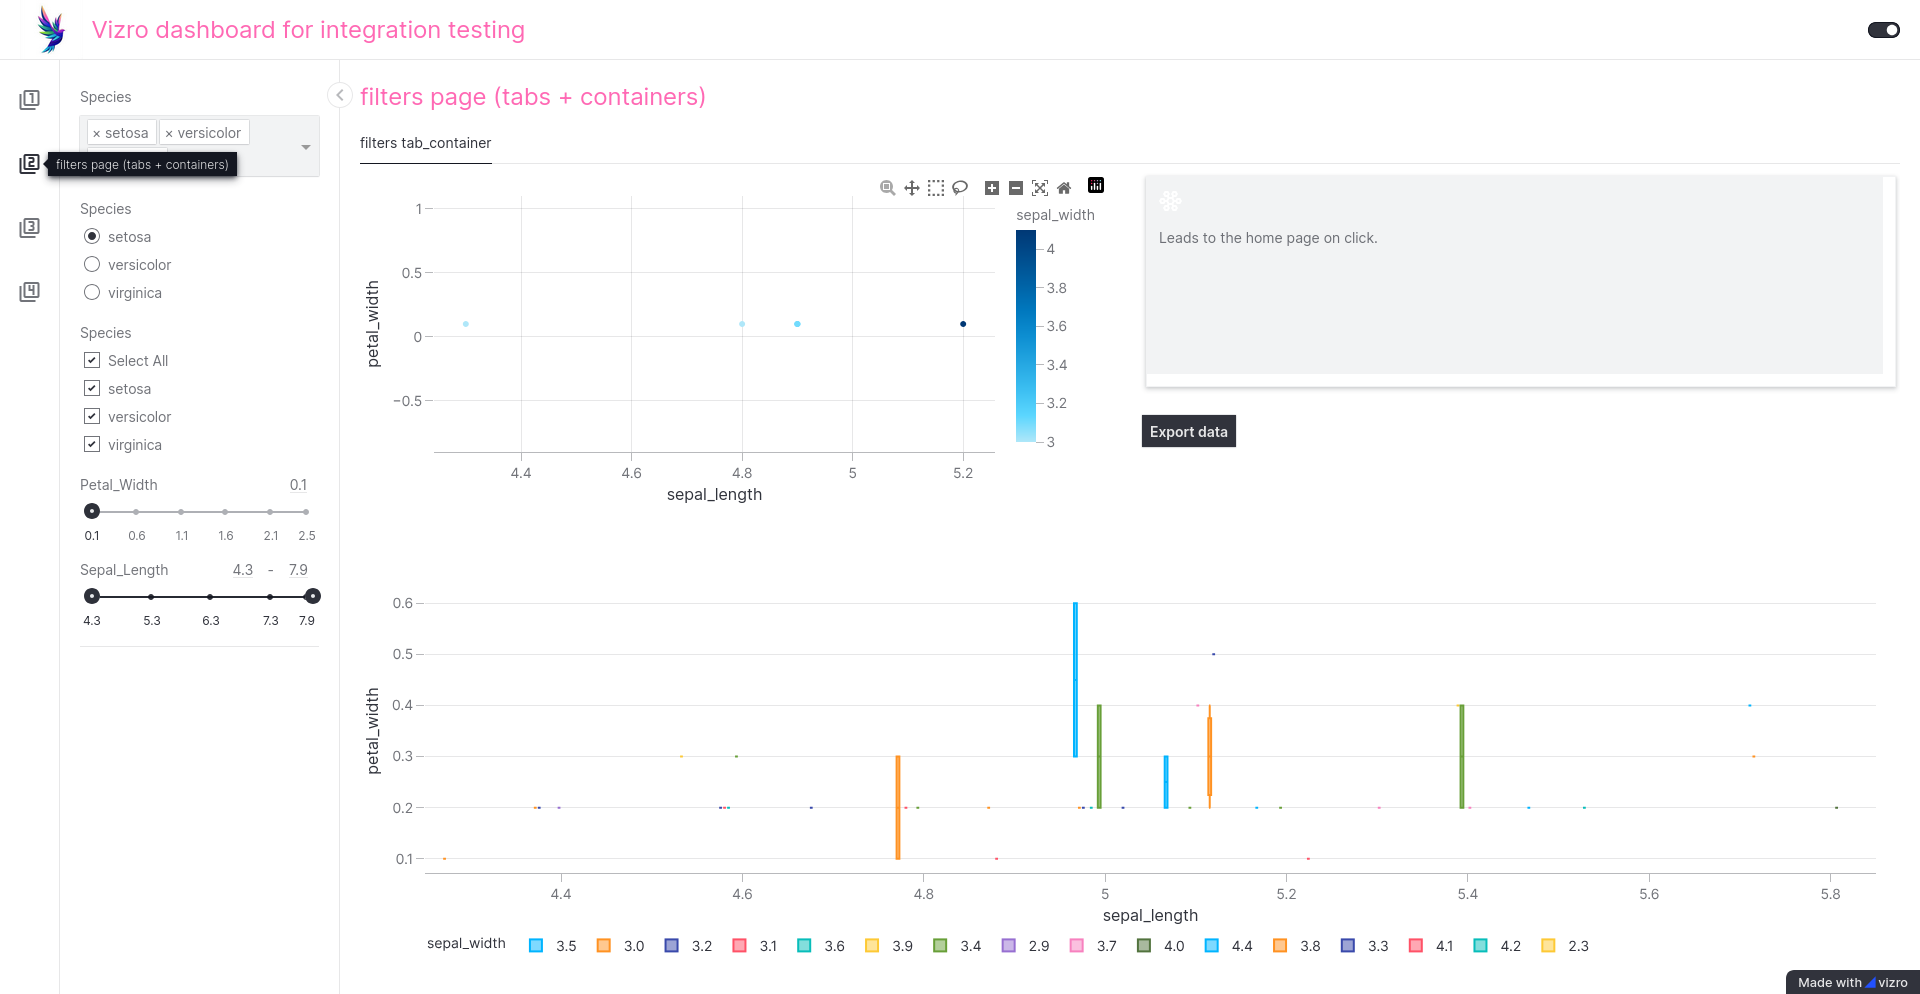 Vizro dashboard for integration testing
1
2
3
4
filters page (tabs + containers)
Species
× setosa × versicolor
Species
setosa
versicolor
virginica
Species
Select All
setosa
versicolor
virginica
Petal_Width 0.1
0.1 0.6 1.1 1.6 2.1 2.5
Sepal_Length 4.3 - 7.9
4.3 5.3 6.3 7.3 7.9
filters page (tabs + containers)
filters tab_container
petal_width
1
0.5
0
−0.5
4.4 4.6 4.8 5 5.2
sepal_length
sepal_width
4
3.8
3.6
3.4
3.2
3
Leads to the home page on click.
Export data
petal_width
0.6
0.5
0.4
0.3
0.2
0.1
4.4 4.6 4.8 5 5.2 5.4 5.6 5.8
sepal_length
sepal_width 3.5 3.0 3.2 3.1 3.6 3.9 3.4 2.9 3.7 4.0 4.4 3.8 3.3 4.1 4.2 2.3
Made with vizro